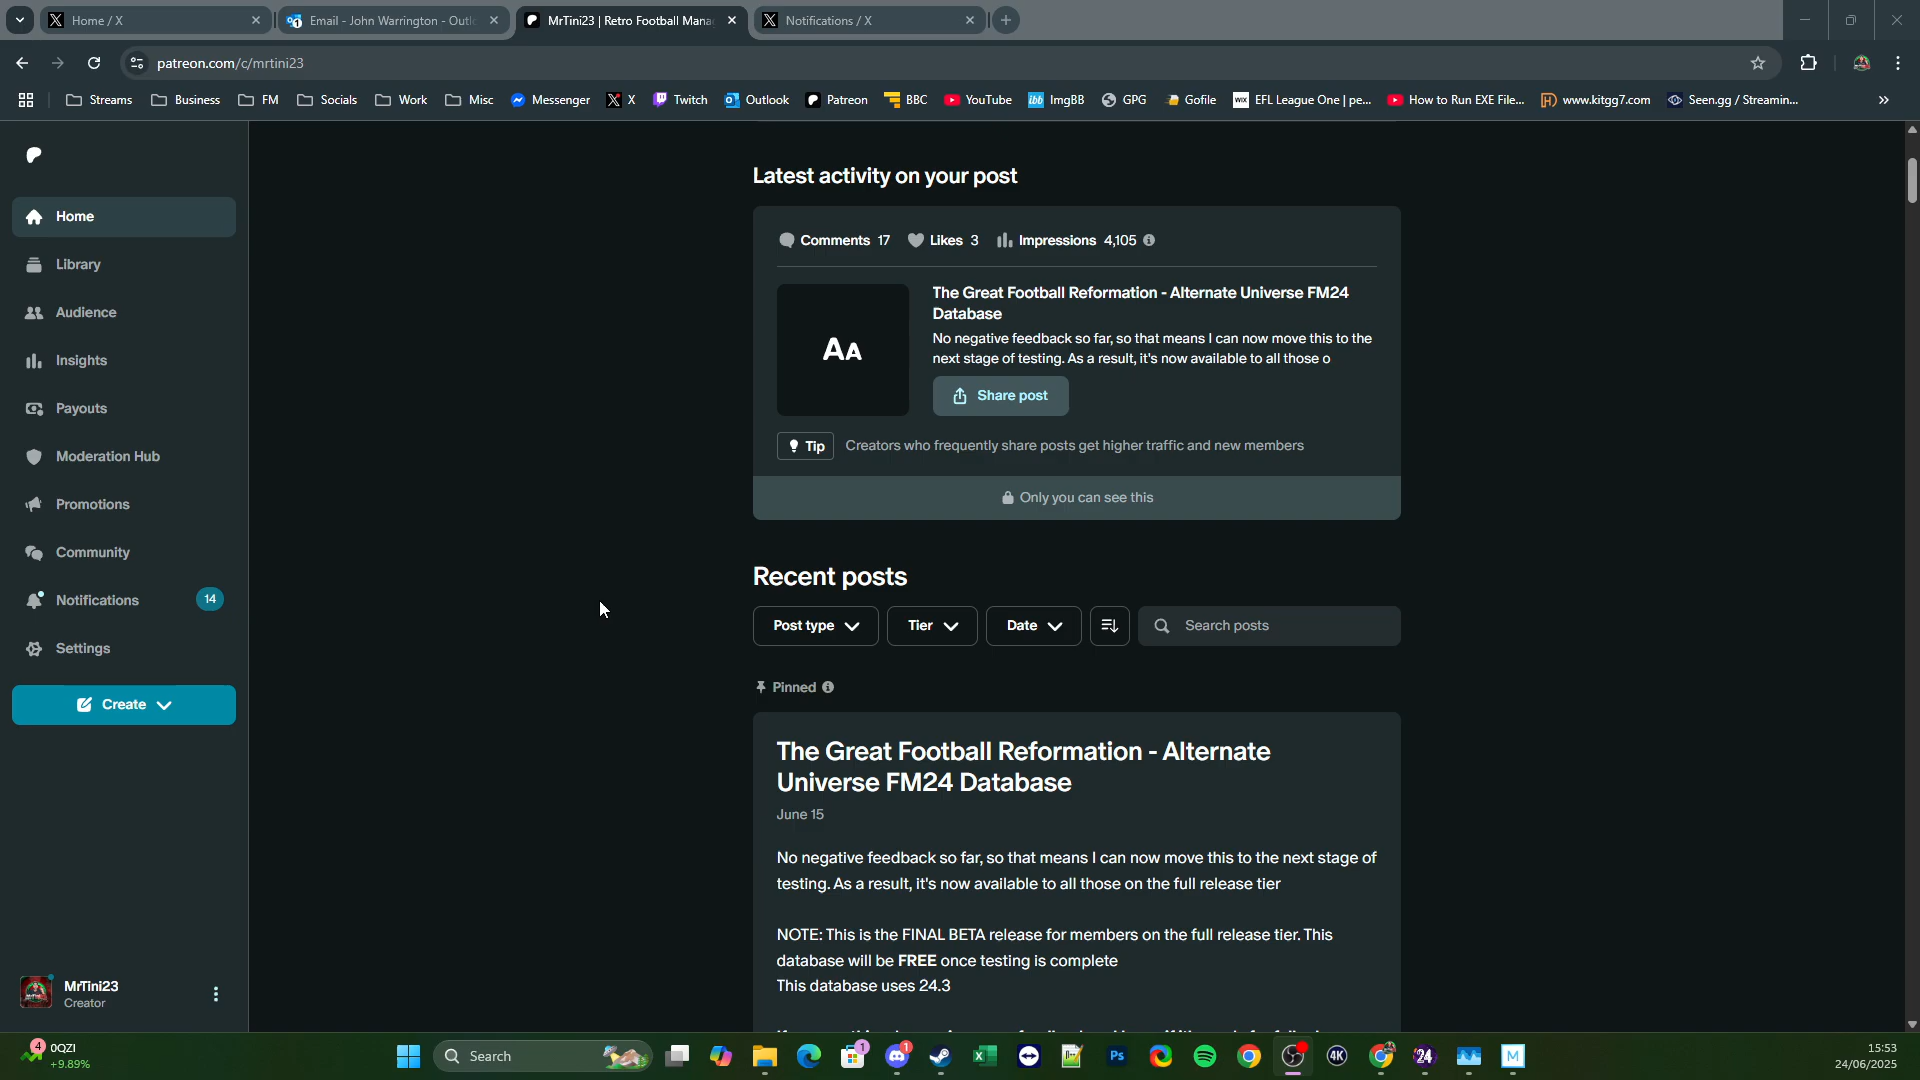 Home / X
Email - John Warrington - Outl
MrTini23 | Retro Football Mana
Notifications / X
patreon.com/c/mrtini23
Streams
Business
FM
Socials
Work
Misc
Messenger
X
Twitch
Outlook
Patreon
BBC
YouTube
ImgBB
GPG
Gofile
EFL League One | pe...
How to Run EXE File...
www.kitgg7.com
Seen.gg / Streamin...
Home
Library
Audience
Insights
Payouts
Moderation Hub
Promotions
Community
Notifications 14
Settings
Create
MrTini23
Creator
Latest activity on your post
Comments 17 Likes 3 Impressions 4,105
AA
The Great Football Reformation - Alternate Universe FM24
Database
No negative feedback so far, so that means I can now move this to the
next stage of testing. As a result, it's now available to all those o
Share post
Tip Creators who frequently share posts get higher traffic and new members
Only you can see this
Recent posts
Post type Tier Date Search posts
Pinned
The Great Football Reformation - Alternate
Universe FM24 Database
June 15
No negative feedback so far, so that means I can now move this to the next stage of
testing. As a result, it's now available to all those on the full release tier
NOTE: This is the FINAL BETA release for members on the full release tier. This
database will be FREE once testing is complete
This database uses 24.3
4 0QZI
+9.89%
Search
1
1
Ps
4K
24
M
15:53
24/06/2025